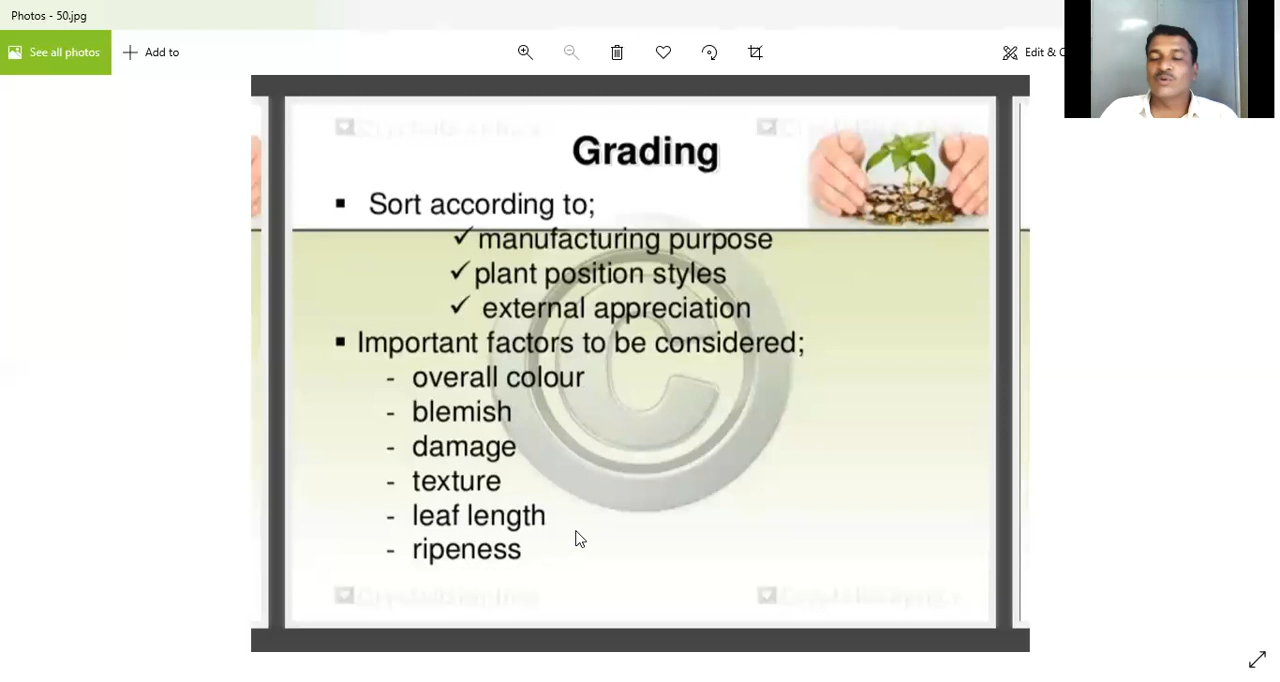 Photos - 50.jpg
See all photos
Add to
Edit & C
Grading
Sort according to;
manufacturing purpose
plant position styles
external appreciation
Important factors to be considered;
- overall colour
- blemish
- damage
- texture
- leaf length
- ripeness